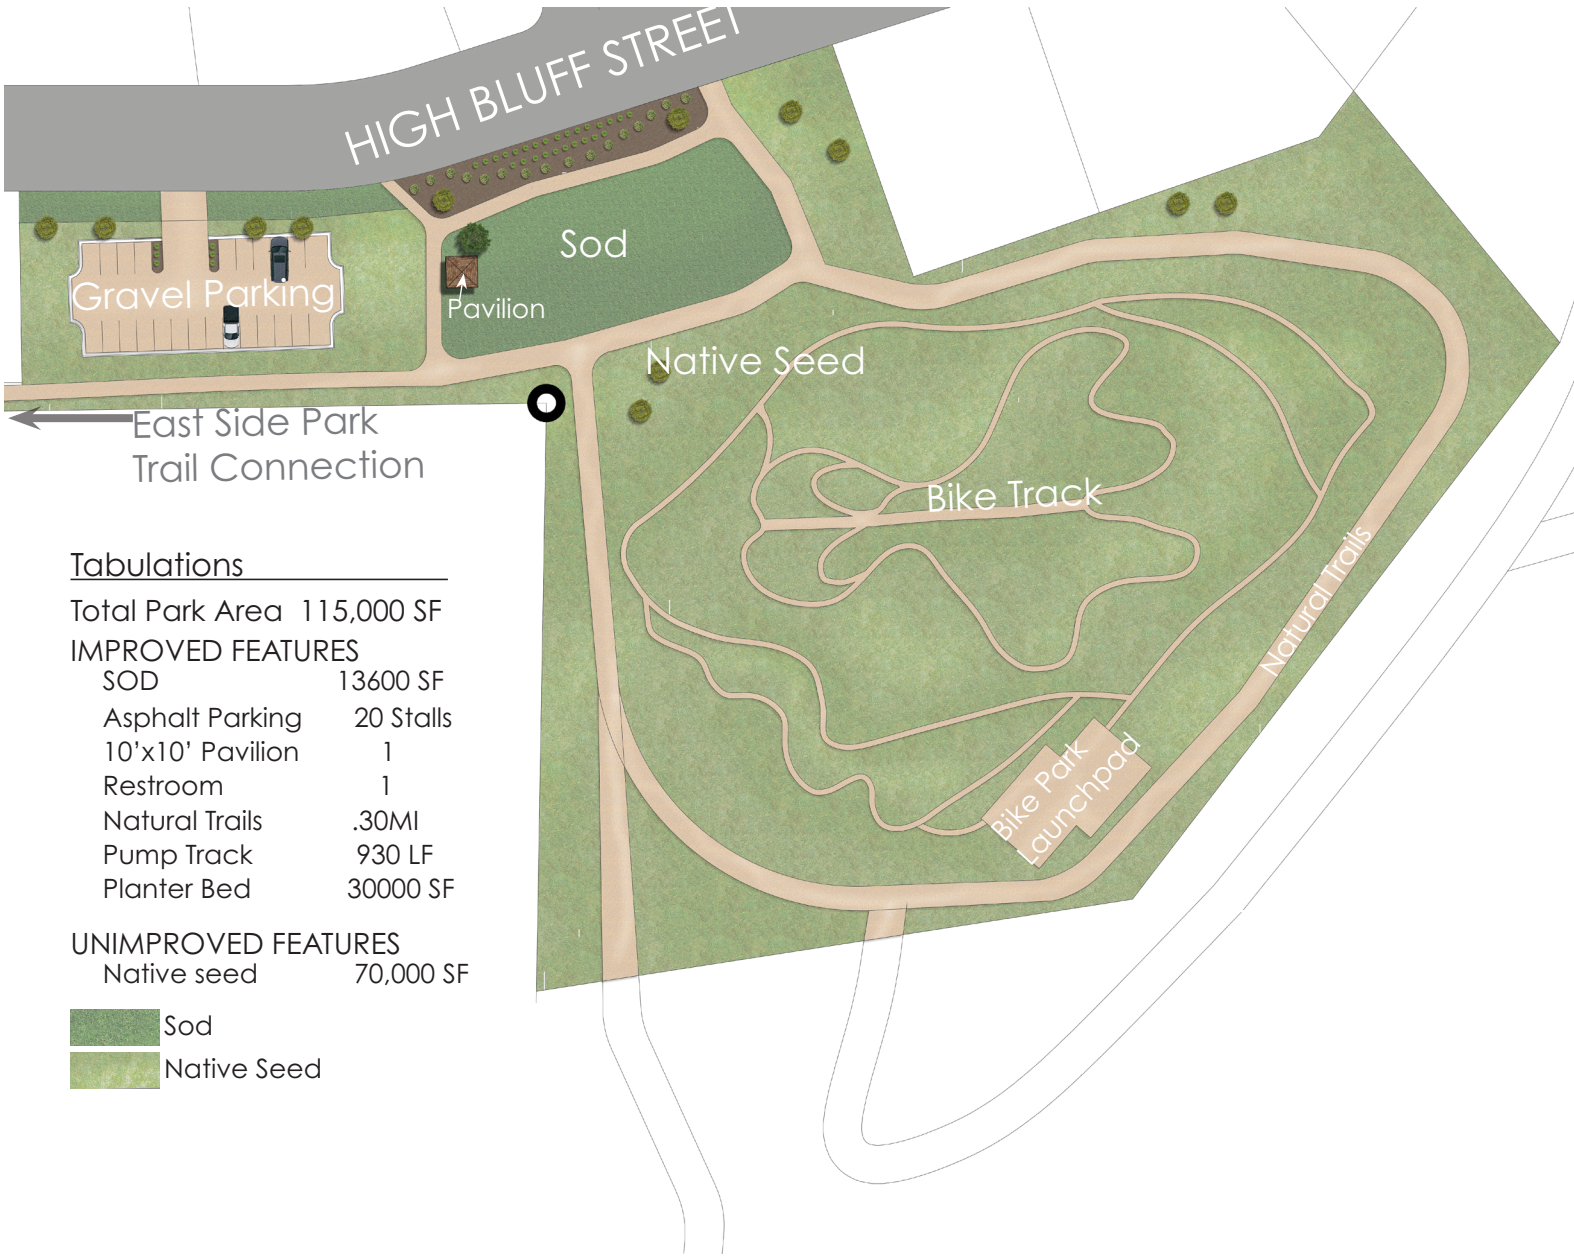 HIGH BLUFF STREET
Sod
Gravel Parking
Pavilion
Native Seed
East Side Park
Trail Connection
Bike Track
Natural Trails
Bike Park
Launchpad
Tabulations
Total Park Area 115,000 SF
IMPROVED FEATURES
SOD 13600 SF
Asphalt Parking 20 Stalls
10’x10’ Pavilion 1
Restroom 1
Natural Trails .30MI
Pump Track 930 LF
Planter Bed 30000 SF
UNIMPROVED FEATURES
Native seed 70,000 SF
Sod
Native Seed